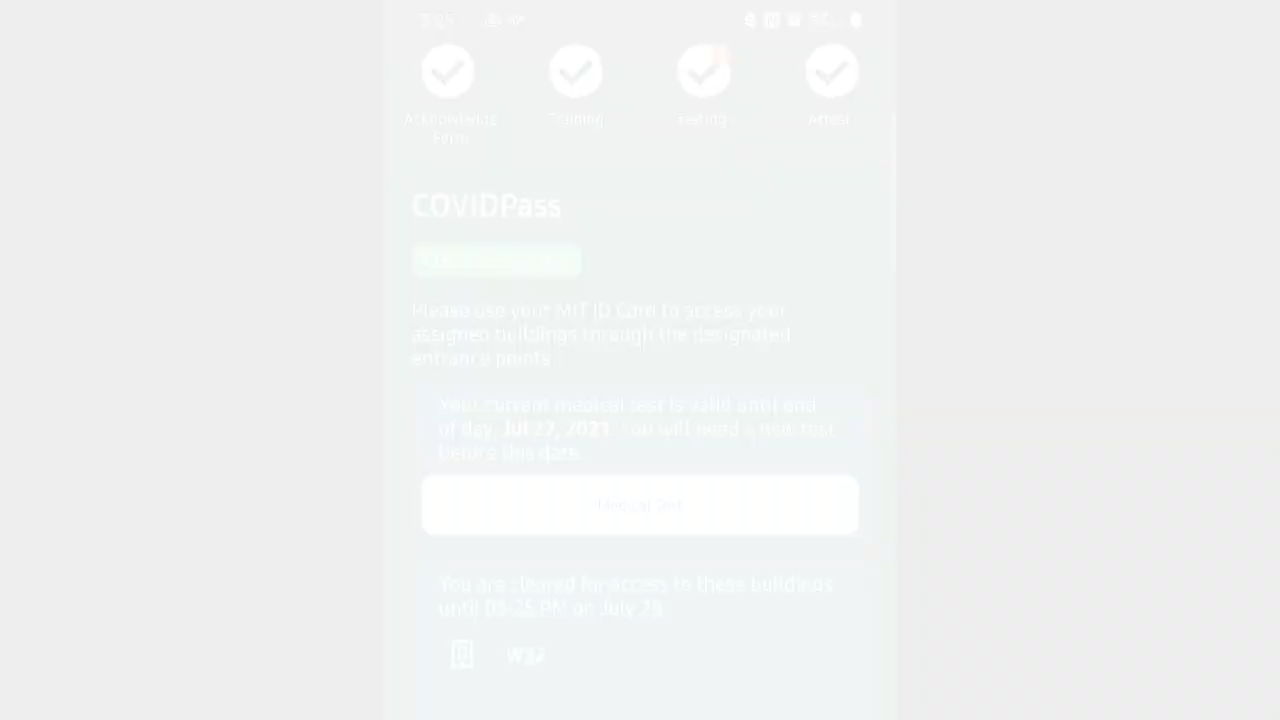 Acknowledge
Form
Training
Testing
Attest
COVIDPass
Please use your MIT ID Card to access your
assigned buildings through the designated
entrance points.
Your current medical test is valid until end
of day, Jul 27, 2021. You will need a new test
before this date.
Medical Test
You are cleared for access to these buildings
until 05:25 PM on July 26